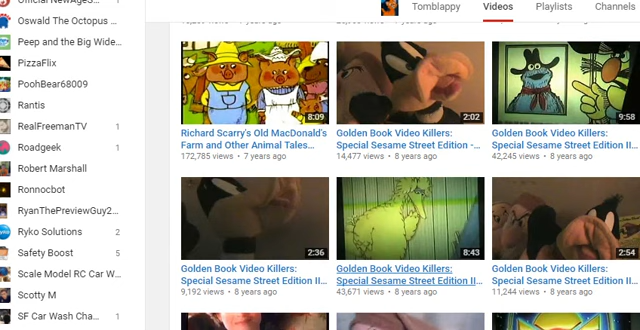 Official NewAgeS... 1
Oswald The Octopus ...
Peep and the Big Wide...
PizzaFlix
PoohBear68009
Rantis
RealFreemanTV 1
Roadgeek 1
Robert Marshall
Ronnocbot
RyanThePreviewGuy2...
Ryko Solutions 2
Safety Boost 5
Scale Model RC Car W...
Scotty M
SF Car Wash Cha... 1
Tomblappy Videos Playlists Channels
8:09
Richard Scarry's Old MacDonald's
Farm and Other Animal Tales...
172,785 views • 7 years ago
2:02
Golden Book Video Killers:
Special Sesame Street Edition -...
14,477 views • 8 years ago
9:58
Golden Book Video Killers:
Special Sesame Street Edition II...
42,245 views • 8 years ago
2:36
Golden Book Video Killers:
Special Sesame Street Edition II...
9,192 views • 8 years ago
8:43
Golden Book Video Killers:
Special Sesame Street Edition II...
43,671 views • 8 years ago
2:54
Golden Book Video Killers:
Special Sesame Street Edition II...
11,244 views • 8 years ago